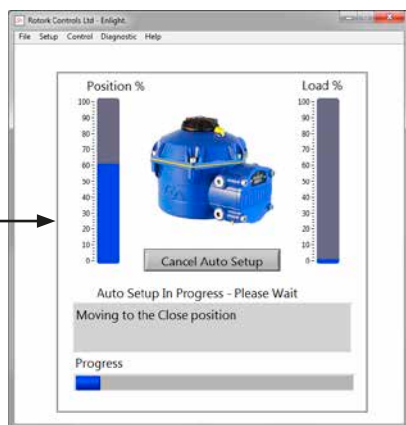 Rotork Controls Ltd - Enlight.
File Setup Control Diagnostic Help
Position %
Load %
100
90
80
70
60
50
40
30
20
10
0
100
90
80
70
60
50
40
30
20
10
0
Cancel Auto Setup
Auto Setup In Progress - Please Wait
Moving to the Close position
Progress